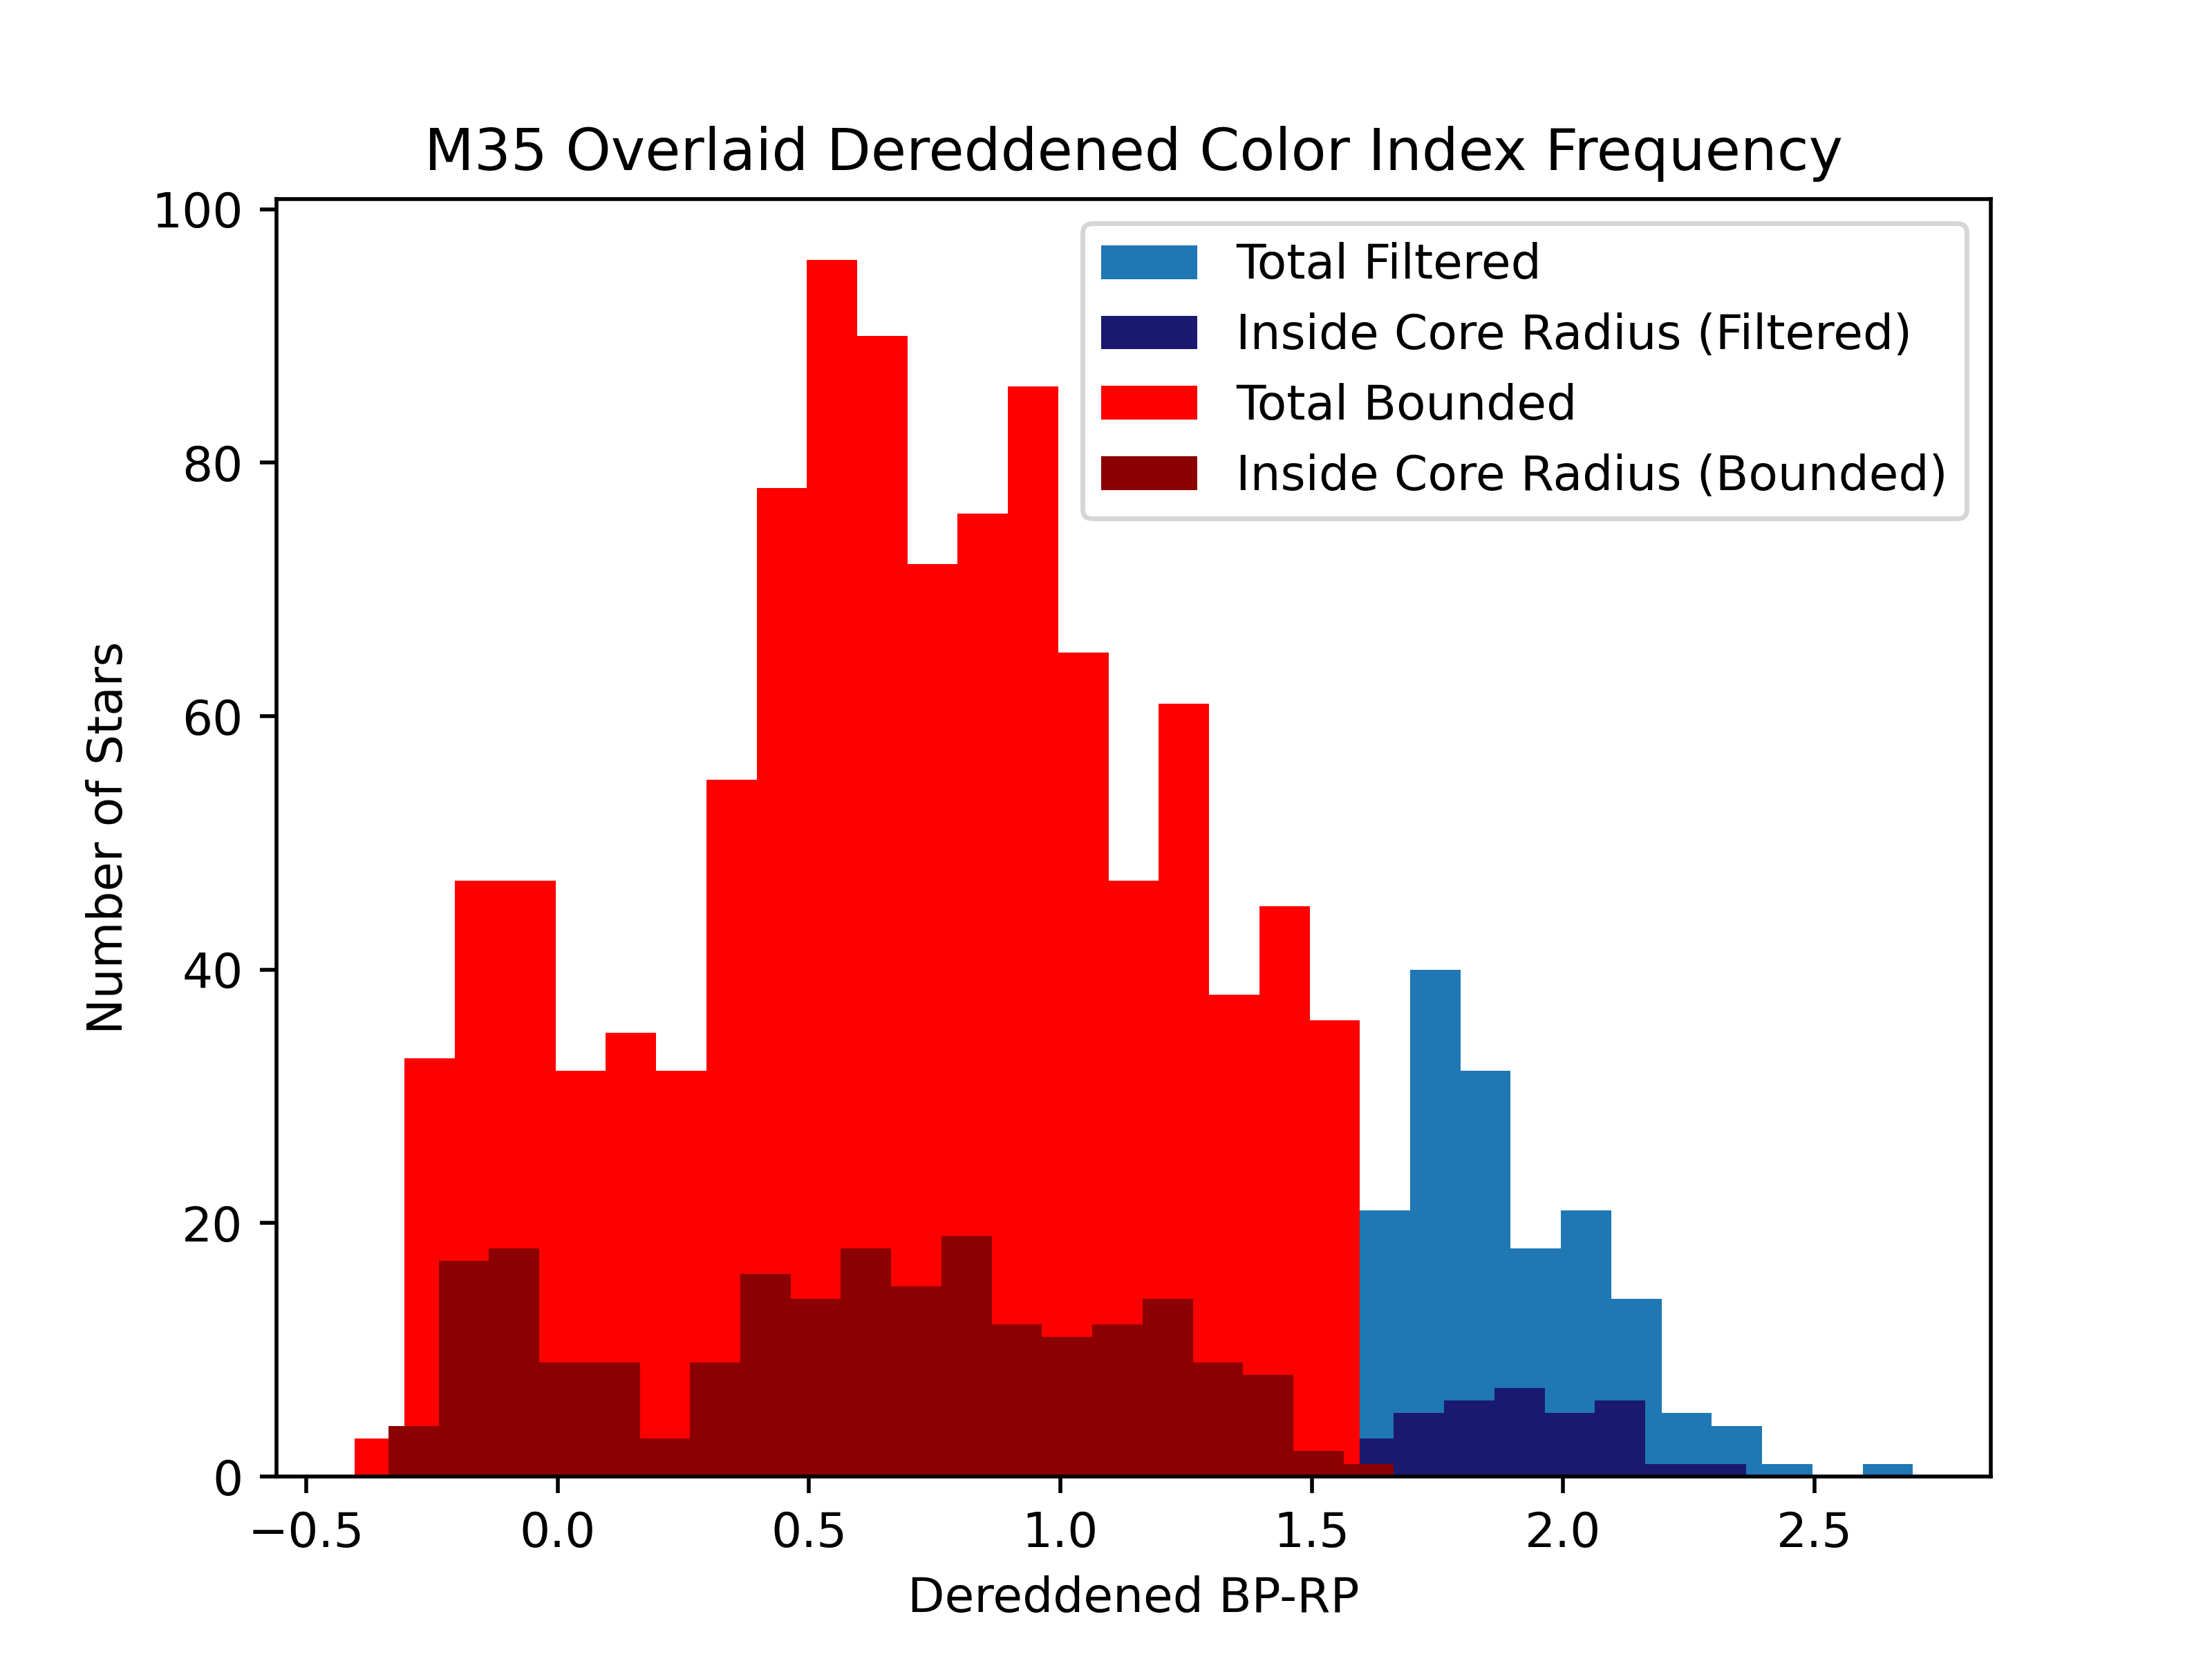 M35 Overlaid Dereddened Color Index Frequency
100
80
60
40
20
0
Number of Stars
Total Filtered
Inside Core Radius (Filtered)
Total Bounded
Inside Core Radius (Bounded)
−0.5 0.0 0.5 1.0 1.5 2.0 2.5
Dereddened BP-RP